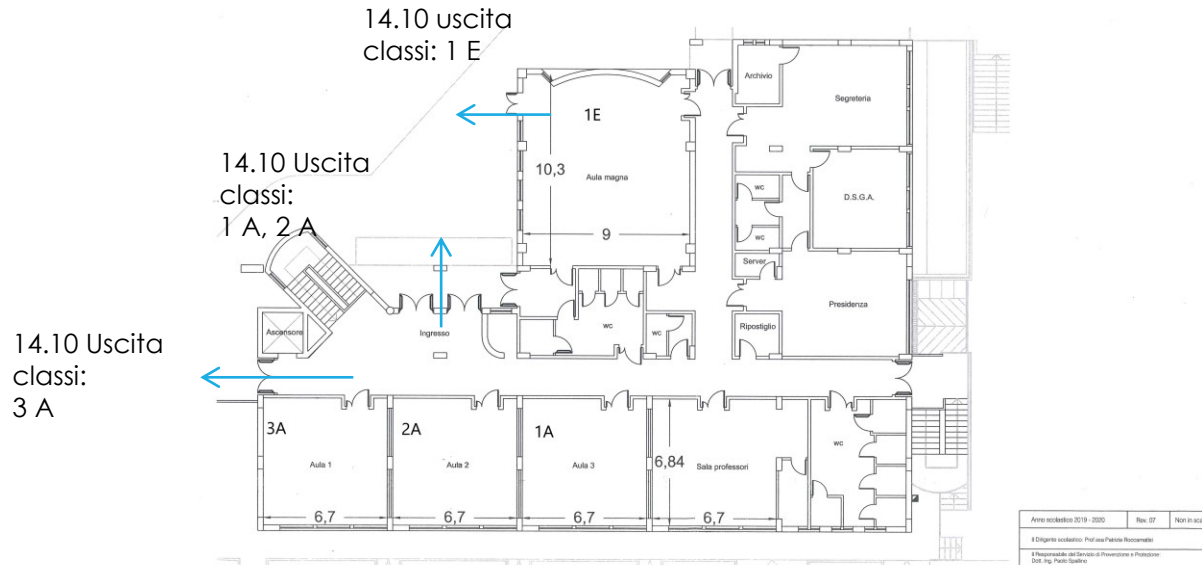 14.10 uscita
classi: 1 E
14.10 Uscita
classi:
1 A, 2 A
14.10 Uscita
classi:
3 A
Archivio
Segreteria
1E
10,3
Aula magna
9
WC
WC
D.S.G.A.
Server
Presidenza
Ripostiglio
WC
WC
Ascensore
Ingresso
3A
2A
1A
Aula 1
Aula 2
Aula 3
6,84
Sala professori
WC
6,7
6,7
6,7
6,7
Anno scolastico 2019 - 2020
Rev. 07
Non in sca
Il Dirigente scolastico: Prof.ssa Patrizia Roccamatisi
Il Responsabile del Servizio di Prevenzione e Protezione:
Dott. Ing. Paolo Spallino